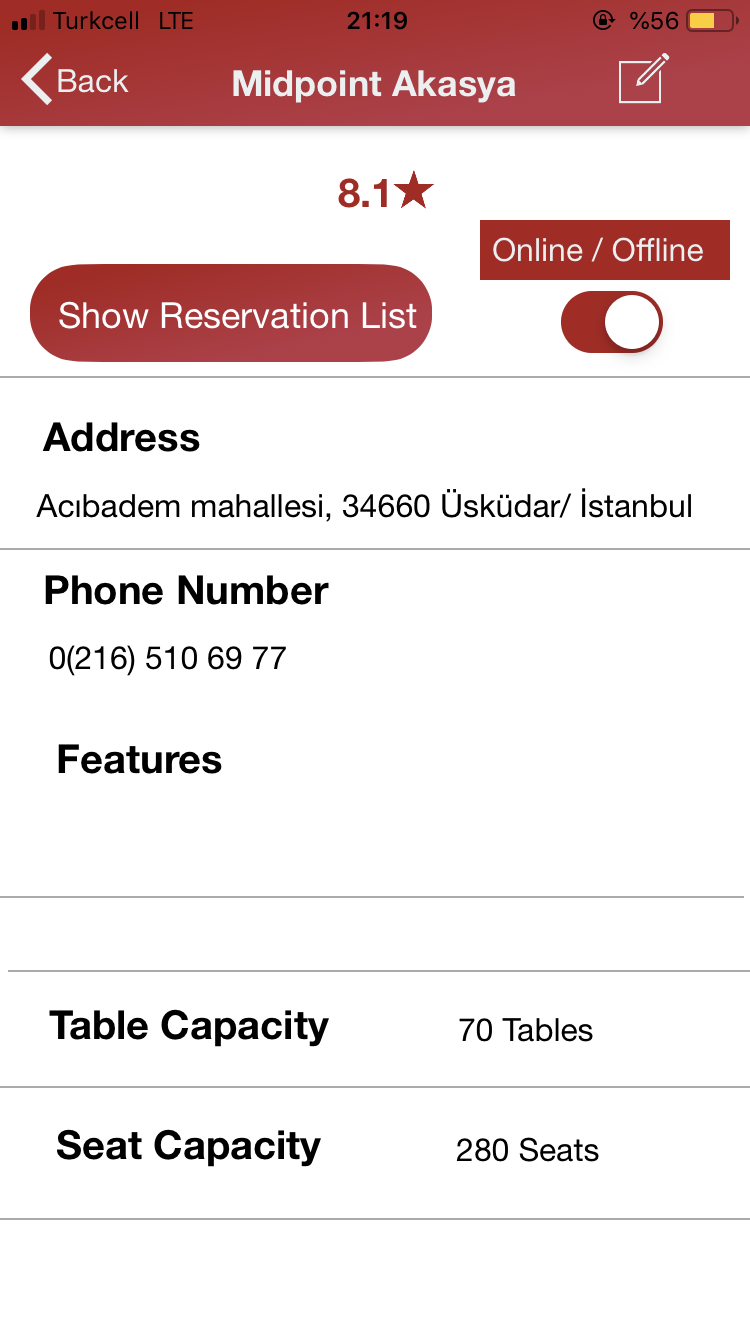 Turkcell LTE 21:19 %56
Back Midpoint Akasya
8.1★
Online / Offline
Show Reservation List
Address
Acıbadem mahallesi, 34660 Üsküdar/ İstanbul
Phone Number
0(216) 510 69 77
Features
Table Capacity 70 Tables
Seat Capacity 280 Seats